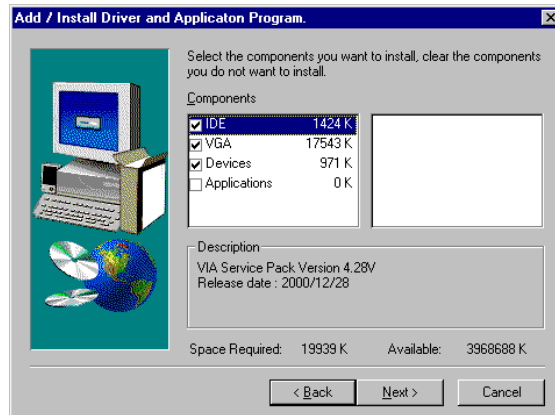 Add / Install Driver and Applicaton Program.
Select the components you want to install, clear the components
you do not want to install.
Components
IDE 1424 K
VGA 17543 K
Devices 971 K
Applications 0 K
Description
VIA Service Pack Version 4.28V
Release date : 2000/12/28
Space Required: 19939 K Available: 3968688 K
< Back Next > Cancel